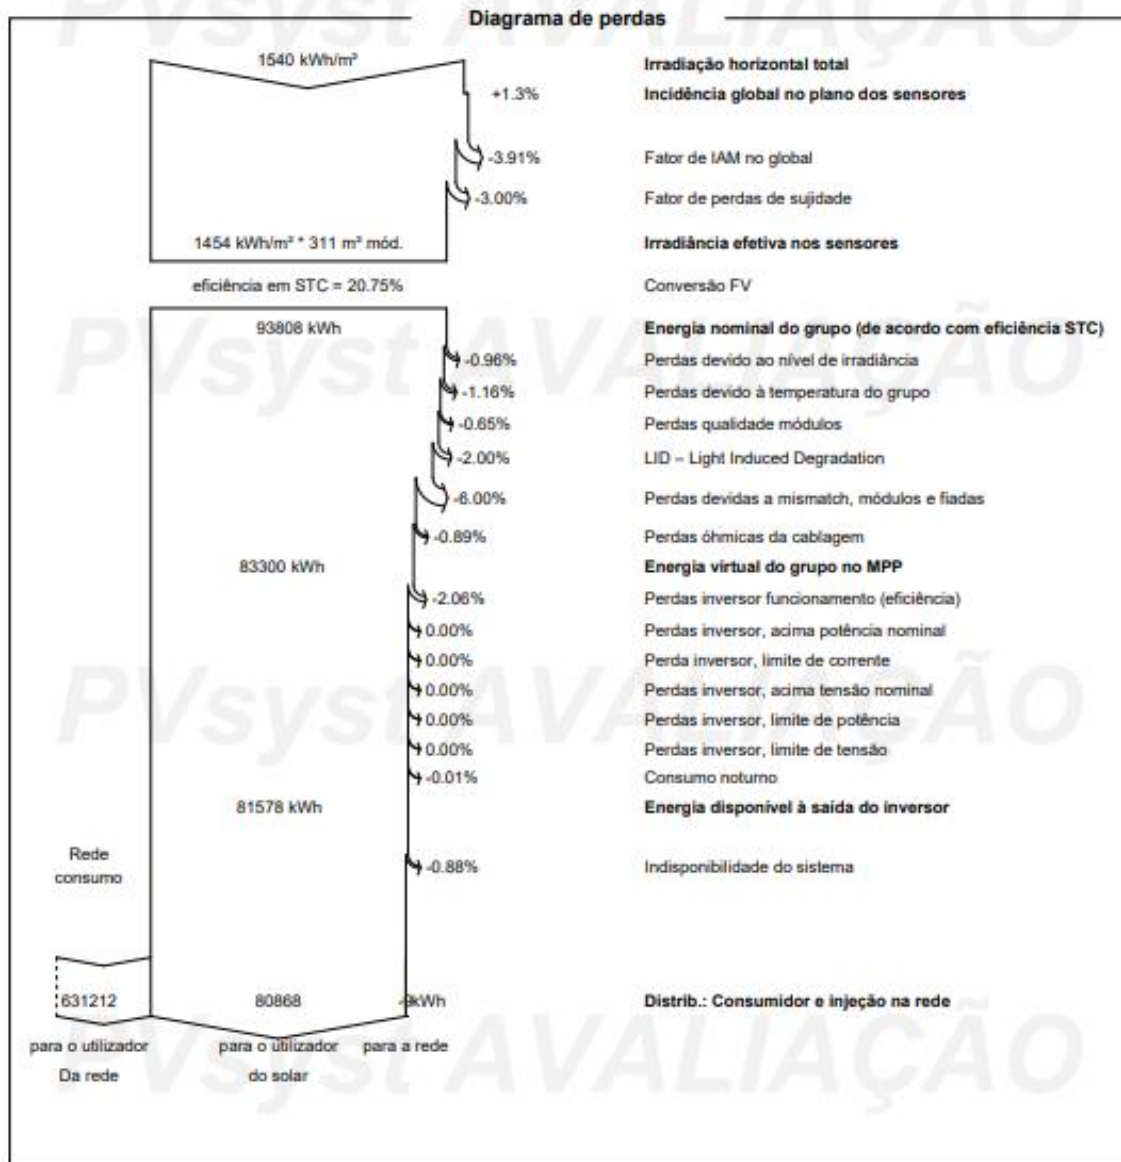 Diagrama de perdas
1540 kWh/m² Irradiação horizontal total
+1.3% Incidência global no plano dos sensores
-3.91% Fator de IAM no global
-3.00% Fator de perdas de sujidade
1454 kWh/m² * 311 m² mód. Irradiância efetiva nos sensores
eficiência em STC = 20.75% Conversão FV
93808 kWh Energia nominal do grupo (de acordo com eficiência STC)
PVsyst AVALIAÇÃO
-0.96% Perdas devido ao nível de irradiância
-1.16% Perdas devido à temperatura do grupo
-0.65% Perdas qualidade módulos
-2.00% LID – Light Induced Degradation
-6.00% Perdas devidas a mismatch, módulos e fiadas
-0.89% Perdas óhmicas da cablagem
83300 kWh Energia virtual do grupo no MPP
-2.06% Perdas inversor funcionamento (eficiência)
0.00% Perdas inversor, acima potência nominal
0.00% Perda inversor, limite de corrente
0.00% Perdas inversor, acima tensão nominal
PVsyst AVALIAÇÃO
0.00% Perdas inversor, limite de potência
0.00% Perdas inversor, limite de tensão
-0.01% Consumo noturno
81578 kWh Energia disponível à saída do inversor
Rede
consumo
-0.88% Indisponibilidade do sistema
631212 80868 -9kWh Distrib.: Consumidor e injeção na rede
para o utilizador para o utilizador para a rede
Da rede do solar
PVsyst AVALIAÇÃO